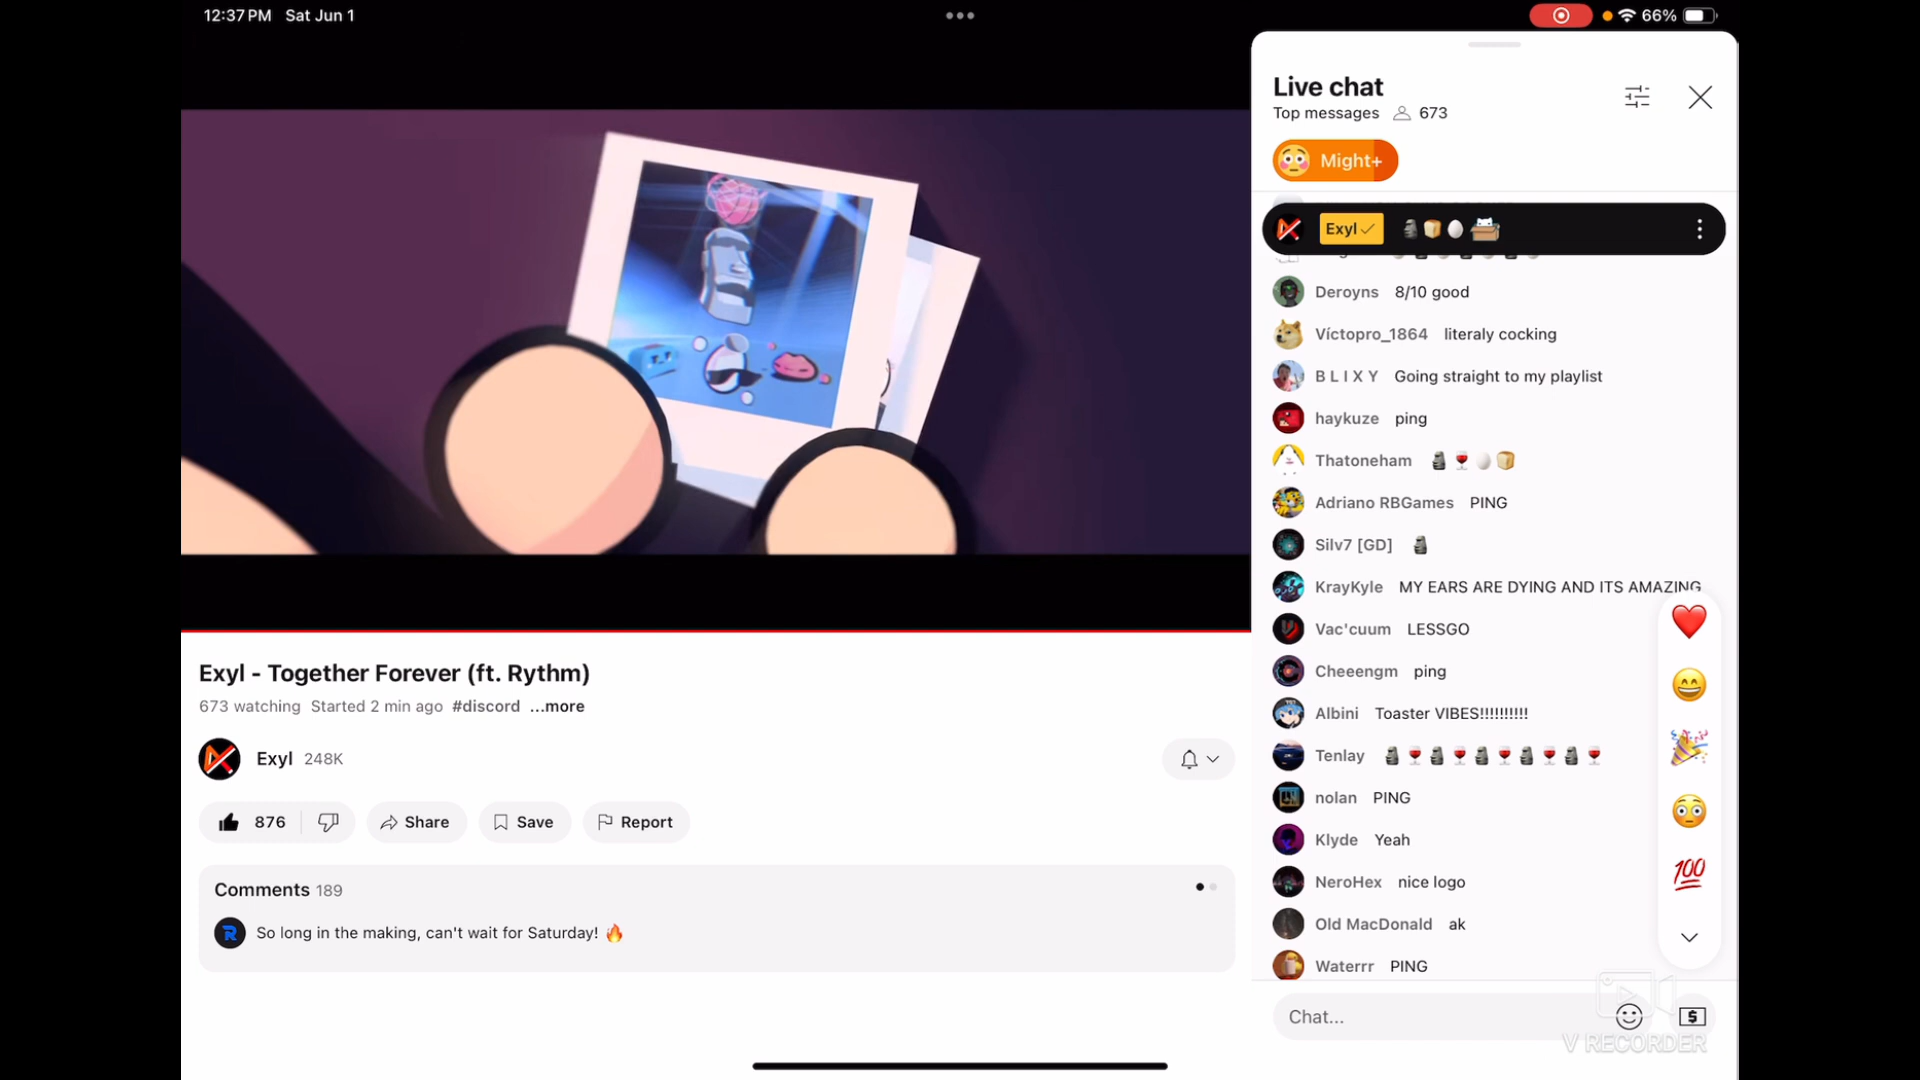 12:37 PM Sat Jun 1
66%
Exyl - Together Forever (ft. Rythm)
673 watching Started 2 min ago #discord ...more
Exyl 248K
876
Share
Save
Report
Comments 189
So long in the making, can't wait for Saturday! 🔥
Live chat
Top messages 673
Might+
Exyl 🗿🍞🥚
Deroyns 8/10 good
Víctopro_1864 literaly cocking
B L I X Y Going straight to my playlist
haykuze ping
Thatoneham 🗿🍷🥚🍞
Adriano RBGames PING
Silv7 [GD] 🗿
KrayKyle MY EARS ARE DYING AND ITS AMAZING
Vac'cuum LESSGO
Cheeengm ping
Albini Toaster VIBES!!!!!!!!!!
Tenlay 🗿🍷🗿🍷🗿🍷🗿🍷🗿🍷
nolan PING
Klyde Yeah
NeroHex nice logo
Old MacDonald ak
Waterrr PING
100
Chat...
V RECORDER